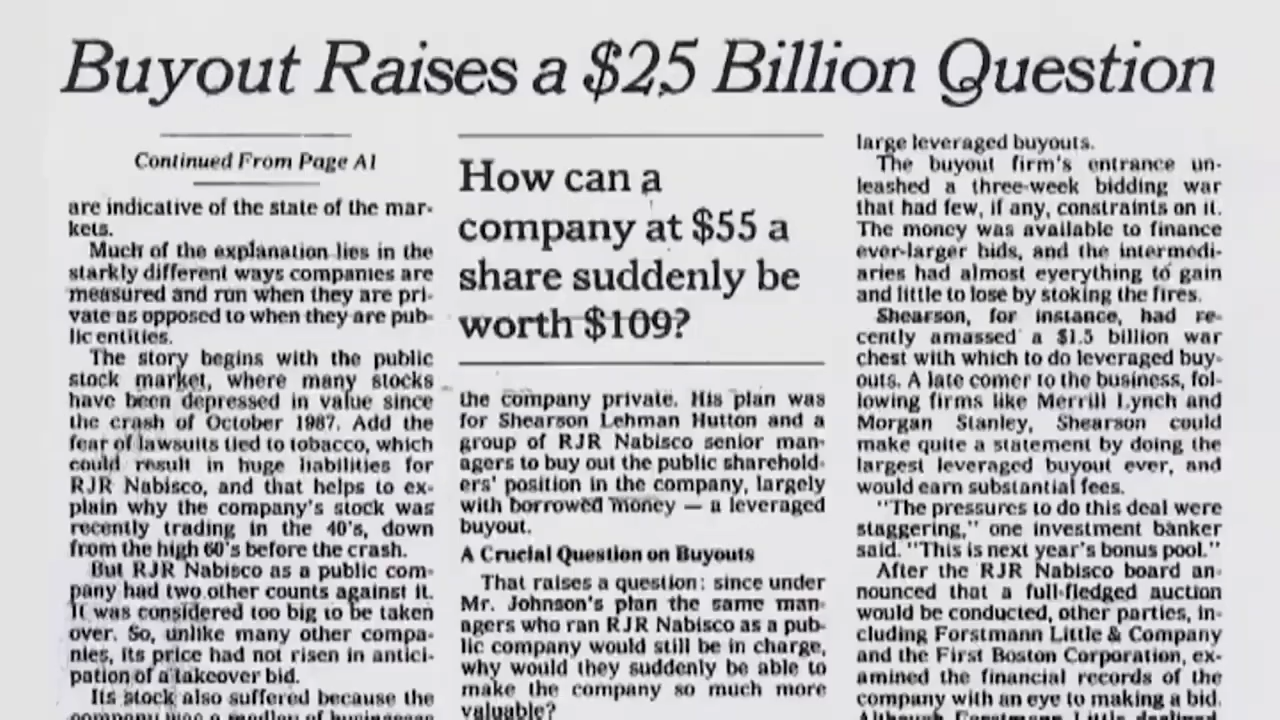 Buyout Raises a $25 Billion Question
Continued From Page A1
are indicative of the state of the mar-
kets.
Much of the explanation lies in the
starkly different ways companies are
measured and run when they are pri-
vate as opposed to when they are pub-
lic entities.
The story begins with the public
stock market, where many stocks
have been depressed in value since
the crash of October 1987. Add the
fear of lawsuits tied to tobacco, which
could result in huge liabilities for
RJR Nabisco, and that helps to ex-
plain why the company's stock was
recently trading in the 40's, down
from the high 60's before the crash.
But RJR Nabisco as a public com-
pany had two other counts against it.
It was considered too big to be taken
over. So, unlike many other compa-
nies, its price had not risen in antici-
pation of a takeover bid.
Its stock also suffered because the
company was a medley of businesses
How can a
company at $55 a
share suddenly be
worth $109?
the company private. His plan was
for Shearson Lehman Hutton and a
group of RJR Nabisco senior man-
agers to buy out the public sharehold-
ers' position in the company, largely
with borrowed money — a leveraged
buyout.
A Crucial Question on Buyouts
That raises a question: since under
Mr. Johnson's plan the same man-
agers who ran RJR Nabisco as a pub-
lic company would still be in charge,
why would they suddenly be able to
make the company so much more
valuable?
large leveraged buyouts.
The buyout firm's entrance un-
leashed a three-week bidding war
that had few, if any, constraints on it.
The money was available to finance
ever-larger bids, and the intermedi-
aries had almost everything to gain
and little to lose by stoking the fires.
Shearson, for instance, had re-
cently amassed a $1.5 billion war
chest with which to do leveraged buy-
outs. A late comer to the business, fol-
lowing firms like Merrill Lynch and
Morgan Stanley, Shearson could
make quite a statement by doing the
largest leveraged buyout ever, and
would earn substantial fees.
"The pressures to do this deal were
staggering," one investment banker
said. "This is next year's bonus pool."
After the RJR Nabisco board an-
nounced that a full-fledged auction
would be conducted, other parties, in-
cluding Forstmann Little & Company
and the First Boston Corporation, ex-
amined the financial records of the
company with an eye to making a bid.
Although Forstmann Little declined